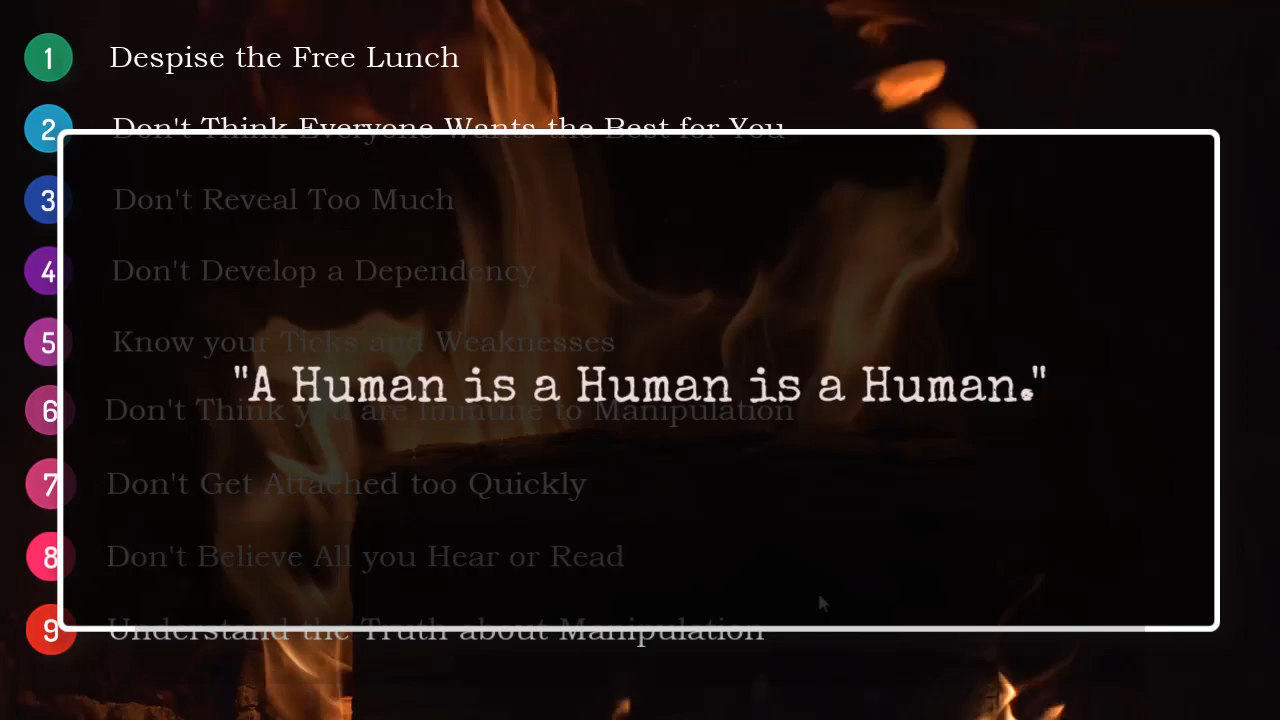 1 Despise the Free Lunch
2 Don't Think Everyone Wants the Best for You
3 Don't Reveal Too Much
4 Don't Develop a Dependency
5 Know your Ticks and Weaknesses
"A Human is a Human is a Human."
6 Don't Think you are Immune to Manipulation
7 Don't Get Attached too Quickly
8 Don't Believe All you Hear or Read
9 Understand the Truth about Manipulation